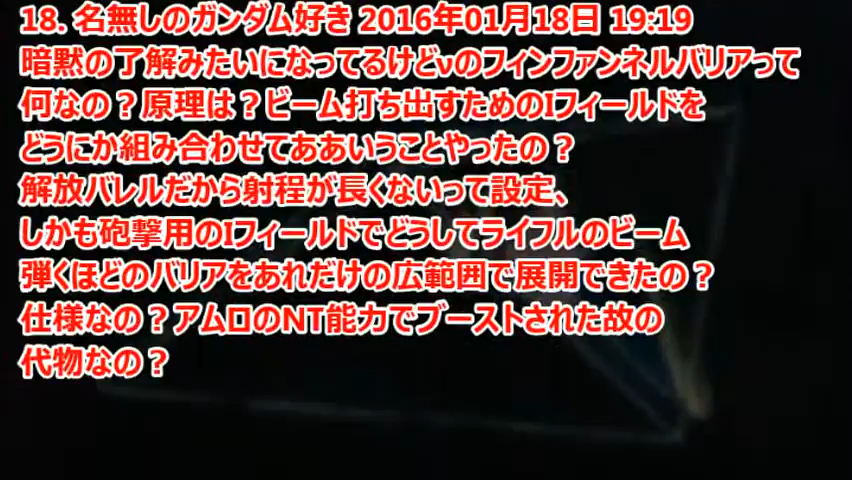 18. 名無しのガンダム好き 2016年01月18日 19:19
暗黙の了解みたいになってるけどνのフィンファンネルバリアって
何なの？原理は？ビーム打ち出すためのIフィールドを
どうにか組み合わせてああいうことやったの？
解放バレルだから射程が長くないって設定、
しかも砲撃用のIフィールドでどうしてライフルのビーム
弾くほどのバリアをあれだけの広範囲で展開できたの？
仕様なの？アムロのNT能力でブーストされた故の
代物なの？